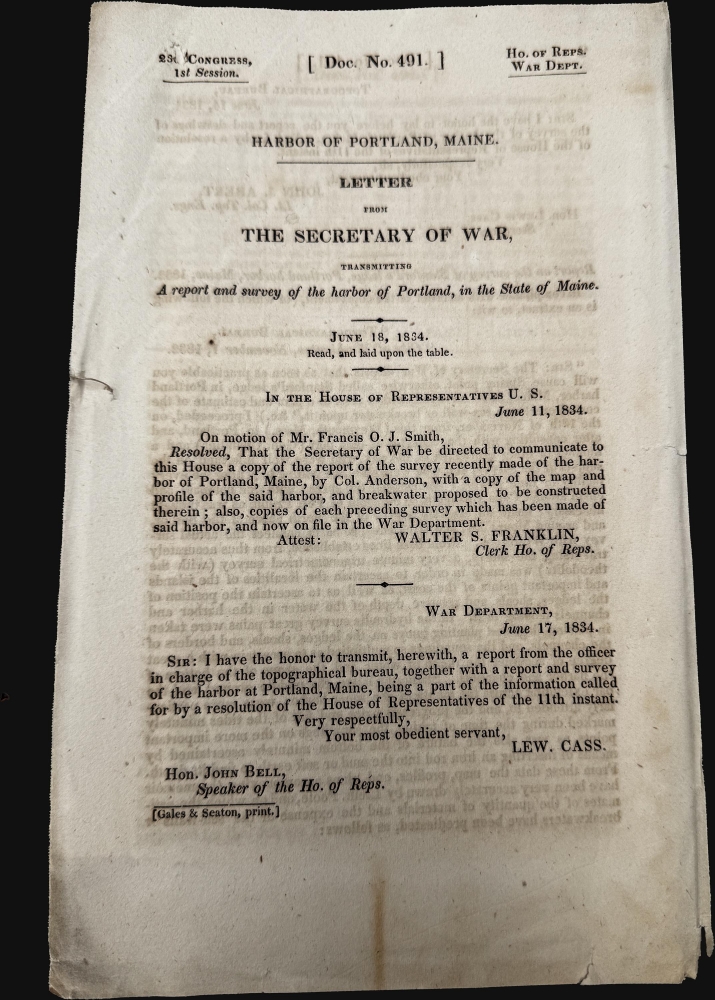 23d CONGRESS,
1st Session.
[ Doc. No. 491. ]
HO. OF REPS.
WAR DEPT.
HARBOR OF PORTLAND, MAINE.
LETTER
FROM
THE SECRETARY OF WAR,
TRANSMITTING
A report and survey of the harbor of Portland, in the State of Maine.
JUNE 18, 1834.
Read, and laid upon the table.
IN THE HOUSE OF REPRESENTATIVES U. S.
June 11, 1834.
On motion of Mr. Francis O. J. Smith,
Resolved, That the Secretary of War be directed to communicate to
this House a copy of the report of the survey recently made of the har-
bor of Portland, Maine, by Col. Anderson, with a copy of the map and
profile of the said harbor, and breakwater proposed to be constructed
therein ; also, copies of each preceding survey which has been made of
said harbor, and now on file in the War Department.
Attest: WALTER S. FRANKLIN,
Clerk Ho. of Reps.
WAR DEPARTMENT,
June 17, 1834.
SIR: I have the honor to transmit, herewith, a report from the officer
in charge of the topographical bureau, together with a report and survey
of the harbor at Portland, Maine, being a part of the information called
for by a resolution of the House of Representatives of the 11th instant.
Very respectfully,
Your most obedient servant,
LEW. CASS.
Hon. JOHN BELL,
Speaker of the Ho. of Reps.
[Gales & Seaton, print.]